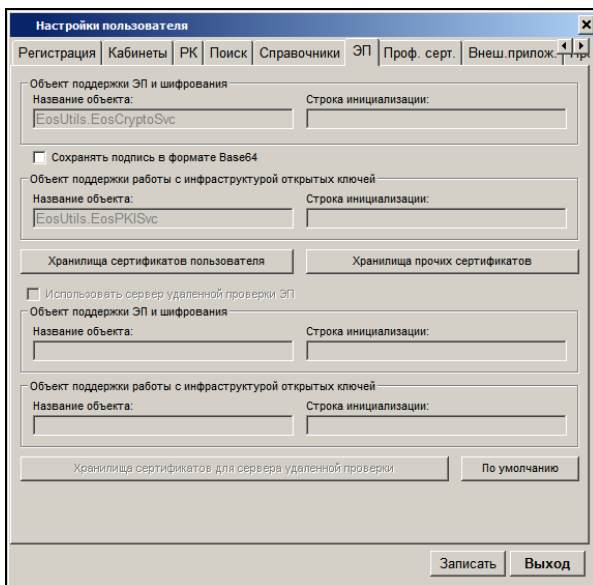 Настройки пользователя
Регистрация Кабинеты РК Поиск Справочники ЭП Проф. серт. Внеш.прилож.
Объект поддержки ЭП и шифрования
Название объекта: Строка инициализации:
EosUtils.EosCryptoSvc
Сохранять подпись в формате Base64
Объект поддержки работы с инфраструктурой открытых ключей
Название объекта: Строка инициализации:
EosUtils.EosPKISvc
Хранилища сертификатов пользователя Хранилища прочих сертификатов
Использовать сервер удаленной проверки ЭП
Объект поддержки ЭП и шифрования
Название объекта: Строка инициализации:
Объект поддержки работы с инфраструктурой открытых ключей
Название объекта: Строка инициализации:
Хранилища сертификатов для сервера удаленной проверки По умолчанию
Записать Выход